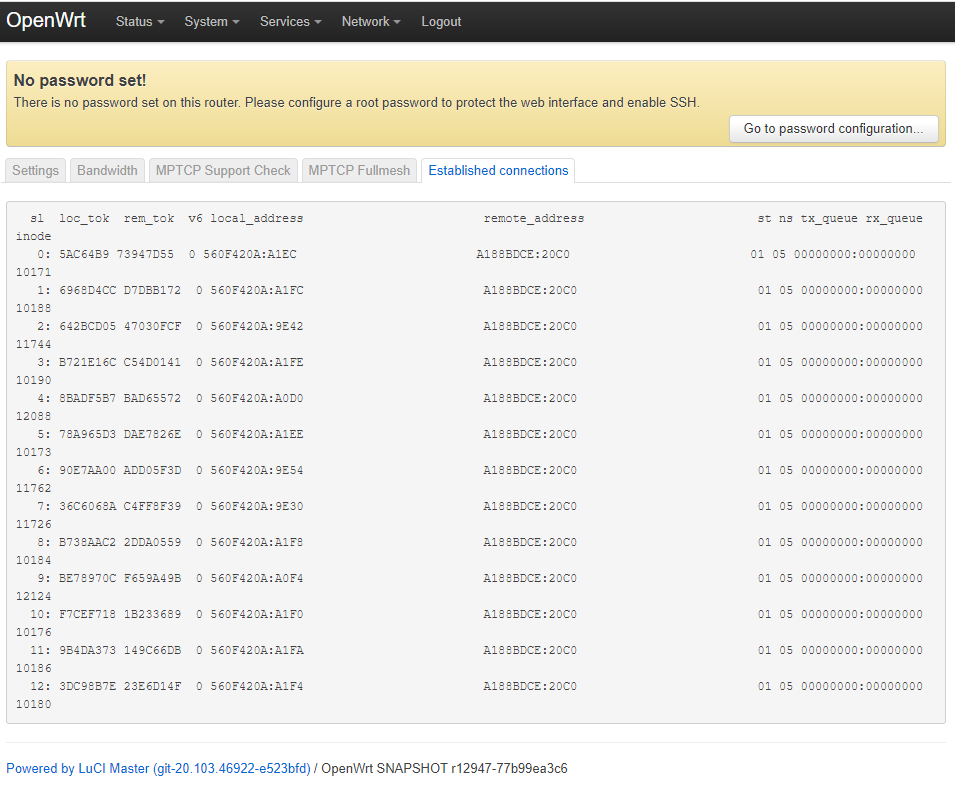 OpenWrt Status System Services Network Logout
No password set!
There is no password set on this router. Please configure a root password to protect the web interface and enable SSH.
Go to password configuration...
Settings Bandwidth MPTCP Support Check MPTCP Fullmesh Established connections
sl loc_tok rem_tok v6 local_address remote_address st ns tx_queue rx_queue
inode
0: 5AC64B9 73947D55 0 560F420A:A1EC A188BDCE:20C0 01 05 00000000:00000000
10171
1: 6968D4CC D7DBB172 0 560F420A:A1FC A188BDCE:20C0 01 05 00000000:00000000
10188
2: 642BCD05 47030FCF 0 560F420A:9E42 A188BDCE:20C0 01 05 00000000:00000000
11744
3: B721E16C C54D0141 0 560F420A:A1FE A188BDCE:20C0 01 05 00000000:00000000
10190
4: 8BADF5B7 BAD65572 0 560F420A:A0D0 A188BDCE:20C0 01 05 00000000:00000000
12088
5: 78A965D3 DAE7826E 0 560F420A:A1EE A188BDCE:20C0 01 05 00000000:00000000
10173
6: 90E7AA00 ADD05F3D 0 560F420A:9E54 A188BDCE:20C0 01 05 00000000:00000000
11762
7: 36C6068A C4FF8F39 0 560F420A:9E30 A188BDCE:20C0 01 05 00000000:00000000
11726
8: B738AAC2 2DDA0559 0 560F420A:A1F8 A188BDCE:20C0 01 05 00000000:00000000
10184
9: BE78970C F659A49B 0 560F420A:A0F4 A188BDCE:20C0 01 05 00000000:00000000
12124
10: F7CEF718 1B233689 0 560F420A:A1F0 A188BDCE:20C0 01 05 00000000:00000000
10176
11: 9B4DA373 149C66DB 0 560F420A:A1FA A188BDCE:20C0 01 05 00000000:00000000
10186
12: 3DC98B7E 23E6D14F 0 560F420A:A1F4 A188BDCE:20C0 01 05 00000000:00000000
10180
Powered by LuCI Master (git-20.103.46922-e523bfd) / OpenWrt SNAPSHOT r12947-77b99ea3c6